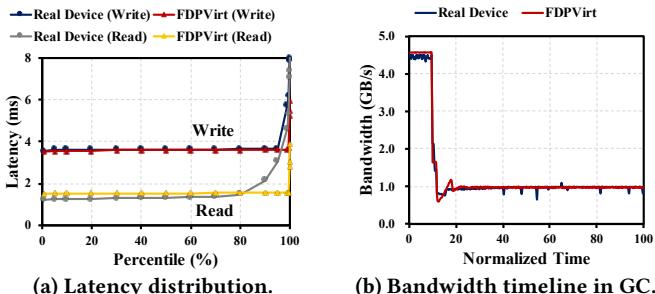 Real Device (Write) FDPVirt (Write)
Real Device (Read) FDPVirt (Read)
8
6
4
2
0
Latency (ms)
Write
Read
0 20 40 60 80 100
Percentile (%)
(a) Latency distribution.
Real Device FDPVirt
5.0
4.0
3.0
2.0
1.0
0.0
Bandwidth (GB/s)
0 20 40 60 80 100
Normalized Time
(b) Bandwidth timeline in GC.